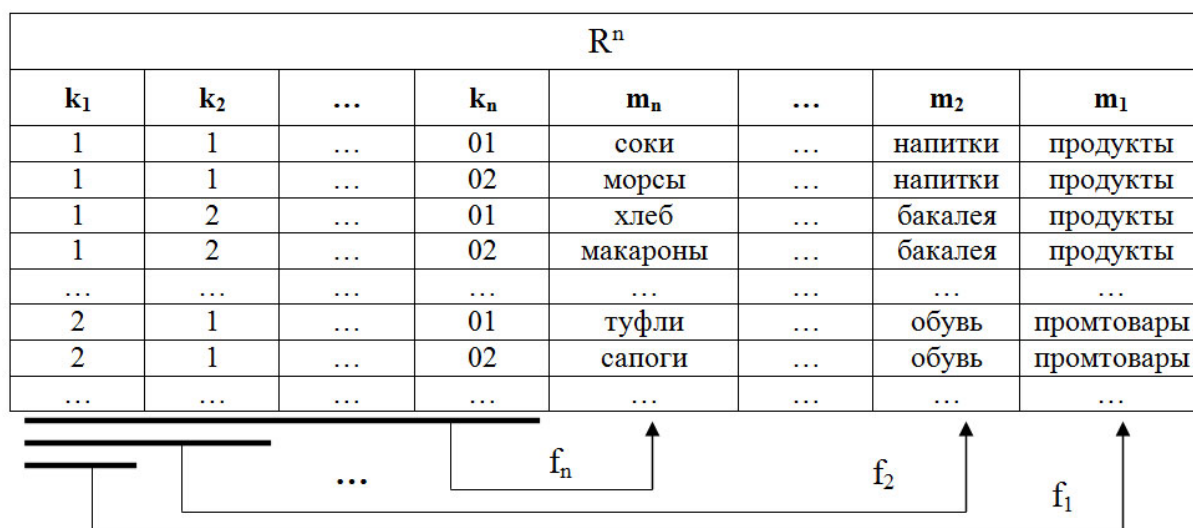 Rⁿ
k₁ k₂ … kₙ mₙ … m₂ m₁
1 1 … 01 соки … напитки продукты
1 1 … 02 морсы … напитки продукты
1 2 … 01 хлеб … бакалея продукты
1 2 … 02 макароны … бакалея продукты
… … … … … … … …
2 1 … 01 туфли … обувь промтовары
2 1 … 02 сапоги … обувь промтовары
… … … … … … … …
… fₙ f₂ f₁